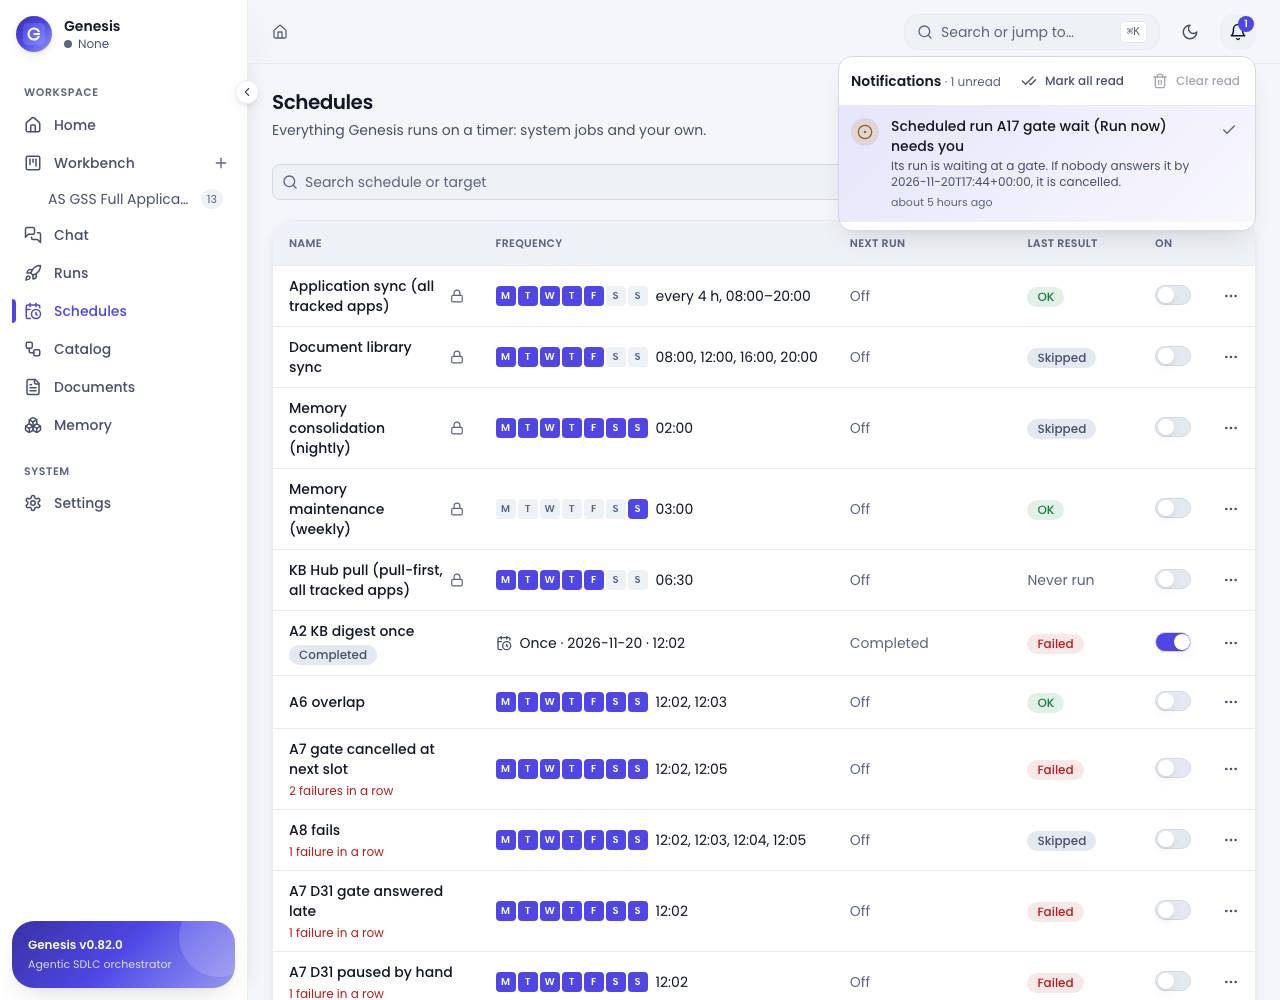 Genesis
None
WORKSPACE
Home
Workbench
AS GSS Full Applica...
13
Chat
Runs
Schedules
Catalog
Documents
Memory
SYSTEM
Settings
Genesis v0.82.0
Agentic SDLC orchestrator
Search or jump to...
⌘K
1
Notifications · 1 unread
Mark all read
Clear read
Scheduled run A17 gate wait (Run now)
needs you
Its run is waiting at a gate. If nobody answers it by
2026-11-20T17:44+00:00, it is cancelled.
about 5 hours ago
Schedules
Everything Genesis runs on a timer: system jobs and your own.
Search schedule or target
NAME FREQUENCY NEXT RUN LAST RESULT ON
Application sync (all
tracked apps)
M T W T F S S every 4 h, 08:00–20:00 Off OK
Document library
sync
M T W T F S S 08:00, 12:00, 16:00, 20:00 Off Skipped
Memory
consolidation
(nightly)
M T W T F S S 02:00 Off Skipped
Memory
maintenance
(weekly)
M T W T F S S 03:00 Off OK
KB Hub pull (pull-first,
all tracked apps)
M T W T F S S 06:30 Off Never run
A2 KB digest once
Completed
Once · 2026-11-20 · 12:02 Completed Failed
A6 overlap
M T W T F S S 12:02, 12:03 Off OK
A7 gate cancelled at
next slot
2 failures in a row
M T W T F S S 12:02, 12:05 Off Failed
A8 fails
1 failure in a row
M T W T F S S 12:02, 12:03, 12:04, 12:05 Off Skipped
A7 D31 gate answered
late
1 failure in a row
M T W T F S S 12:02 Off Failed
A7 D31 paused by hand
1 failure in a row
M T W T F S S 12:02 Off Failed